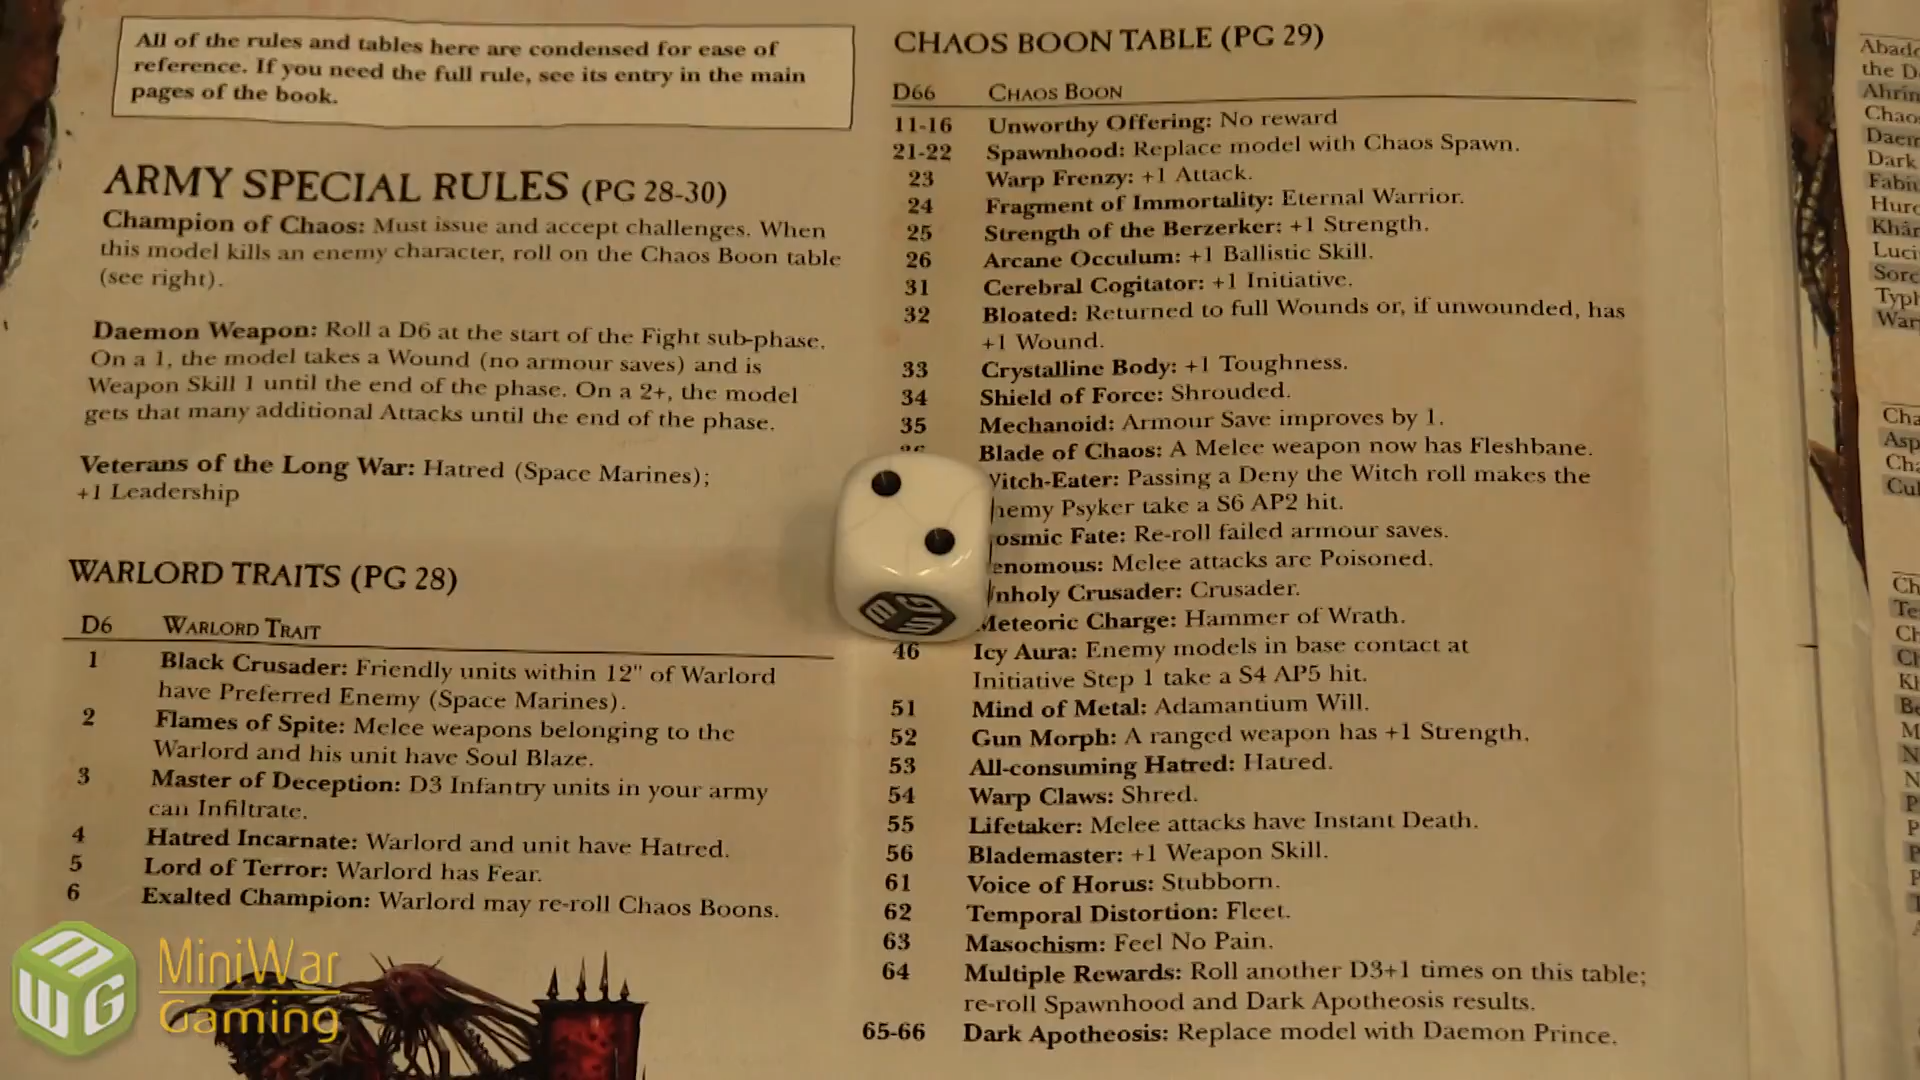 All of the rules and tables here are condensed for ease of
reference. If you need the full rule, see its entry in the main
pages of the book.
ARMY SPECIAL RULES (PG 28-30)
Champion of Chaos: Must issue and accept challenges. When
this model kills an enemy character, roll on the Chaos Boon table
(see right).
Daemon Weapon: Roll a D6 at the start of the Fight sub-phase.
On a 1, the model takes a Wound (no armour saves) and is
Weapon Skill 1 until the end of the phase. On a 2+, the model
gets that many additional Attacks until the end of the phase.
Veterans of the Long War: Hatred (Space Marines);
+1 Leadership
WARLORD TRAITS (PG 28)
D6 WARLORD TRAIT
1 Black Crusader: Friendly units within 12" of Warlord
have Preferred Enemy (Space Marines).
2 Flames of Spite: Melee weapons belonging to the
Warlord and his unit have Soul Blaze.
3 Master of Deception: D3 Infantry units in your army
can Infiltrate.
4 Hatred Incarnate: Warlord and unit have Hatred.
5 Lord of Terror: Warlord has Fear.
6 Exalted Champion: Warlord may re-roll Chaos Boons.
MWG
MiniWar
Gaming
CHAOS BOON TABLE (PG 29)
D66 CHAOS BOON
11-16 Unworthy Offering: No reward
21-22 Spawnhood: Replace model with Chaos Spawn.
23 Warp Frenzy: +1 Attack.
24 Fragment of Immortality: Eternal Warrior.
25 Strength of the Berzerker: +1 Strength.
26 Arcane Occulum: +1 Ballistic Skill.
31 Cerebral Cogitator: +1 Initiative.
32 Bloated: Returned to full Wounds or, if unwounded, has
+1 Wound.
33 Crystalline Body: +1 Toughness.
34 Shield of Force: Shrouded.
35 Mechanoid: Armour Save improves by 1.
Blade of Chaos: A Melee weapon now has Fleshbane.
Witch-Eater: Passing a Deny the Witch roll makes the
Psyker take a S6 AP2 hit.
Fate: Re-roll failed armour saves.
Melee attacks are Poisoned.
Crusader: Crusader.
Meteoric Charge: Hammer of Wrath.
46 Icy Aura: Enemy models in base contact at
Initiative Step 1 take a S4 AP5 hit.
51 Mind of Metal: Adamantium Will.
52 Gun Morph: A ranged weapon has +1 Strength.
53 All-consuming Hatred: Hatred.
54 Warp Claws: Shred.
55 Lifetaker: Melee attacks have Instant Death.
56 Blademaster: +1 Weapon Skill.
61 Voice of Horus: Stubborn.
62 Temporal Distortion: Fleet.
63 Masochism: Feel No Pain.
64 Multiple Rewards: Roll another D3+1 times on this table;
re-roll Spawnhood and Dark Apotheosis results.
65-66 Dark Apotheosis: Replace model with Daemon Prince.
MWG
the
Dark